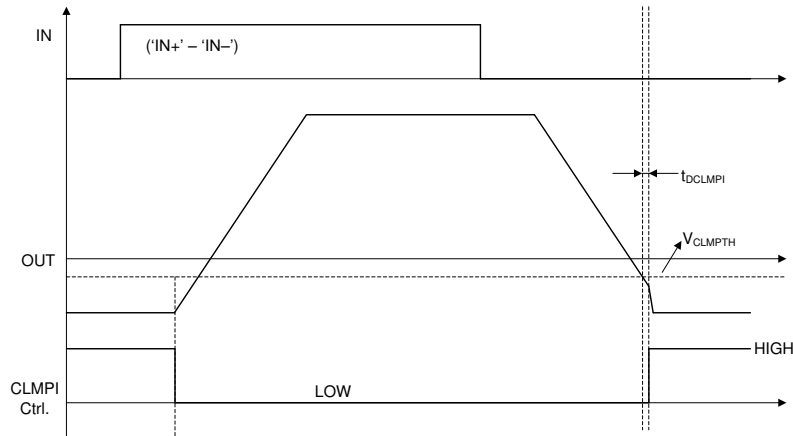 IN
('IN+' – 'IN–')
tDCLMPI
VCLMPTH
OUT
HIGH
LOW
CLMPI
Ctrl.